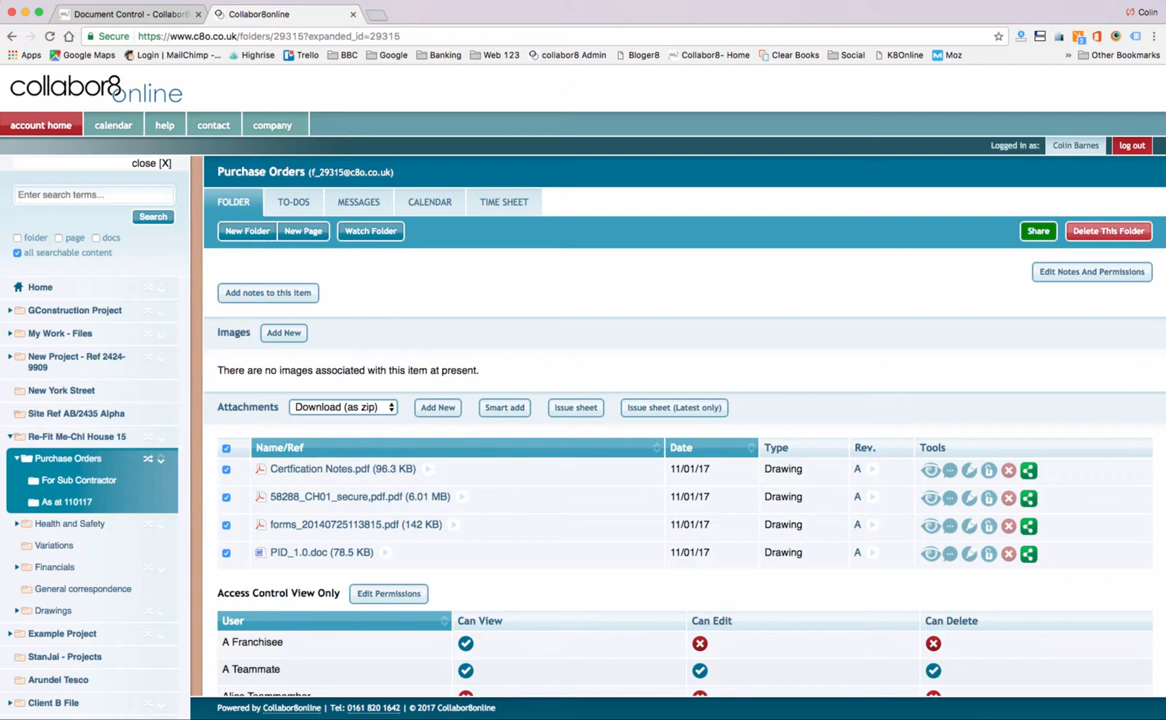 Document Control - Collabor8
Collabor8online
Colin
Secure
https://www.c8o.co.uk/folders/29315?expanded_id=29315
Apps
Google Maps
Login | MailChimp -...
Highrise
Trello
BBC
Google
Banking
Web 123
collabor8 Admin
Bloger8
Collabor8- Home
Clear Books
Social
K8Online
Moz
»
Other Bookmarks
collabor8online
account home
calendar
help
contact
company
Logged in as:
Colin Barnes
log out
close [X]
Enter search terms...
Search
folder
page
docs
all searchable content
Home
GConstruction Project
My Work - Files
New Project - Ref 2424-
9909
New York Street
Site Ref AB/2435 Alpha
Re-Fit Me-Chl House 15
Purchase Orders
For Sub Contractor
As at 110117
Health and Safety
Variations
Financials
General correspondence
Drawings
Example Project
StanJai - Projects
Arundel Tesco
Client B File
Purchase Orders (f_29315@c8o.co.uk)
FOLDER
TO-DOS
MESSAGES
CALENDAR
TIME SHEET
New Folder
New Page
Watch Folder
Share
Delete This Folder
Edit Notes And Permissions
Add notes to this item
Images
Add New
There are no images associated with this item at present.
Attachments
Download (as zip)
Add New
Smart add
Issue sheet
Issue sheet (Latest only)
Name/Ref
Date
Type
Rev.
Tools
Certfication Notes.pdf (96.3 KB)
11/01/17
Drawing
A
58288_CH01_secure,pdf.pdf (6.01 MB)
11/01/17
Drawing
A
forms_20140725113815.pdf (142 KB)
11/01/17
Drawing
A
PID_1.0.doc (78.5 KB)
11/01/17
Drawing
A
Access Control View Only
Edit Permissions
User
Can View
Can Edit
Can Delete
A Franchisee
A Teammate
Powered by Collabor8online | Tel: 0161 820 1642 | © 2017 Collabor8online